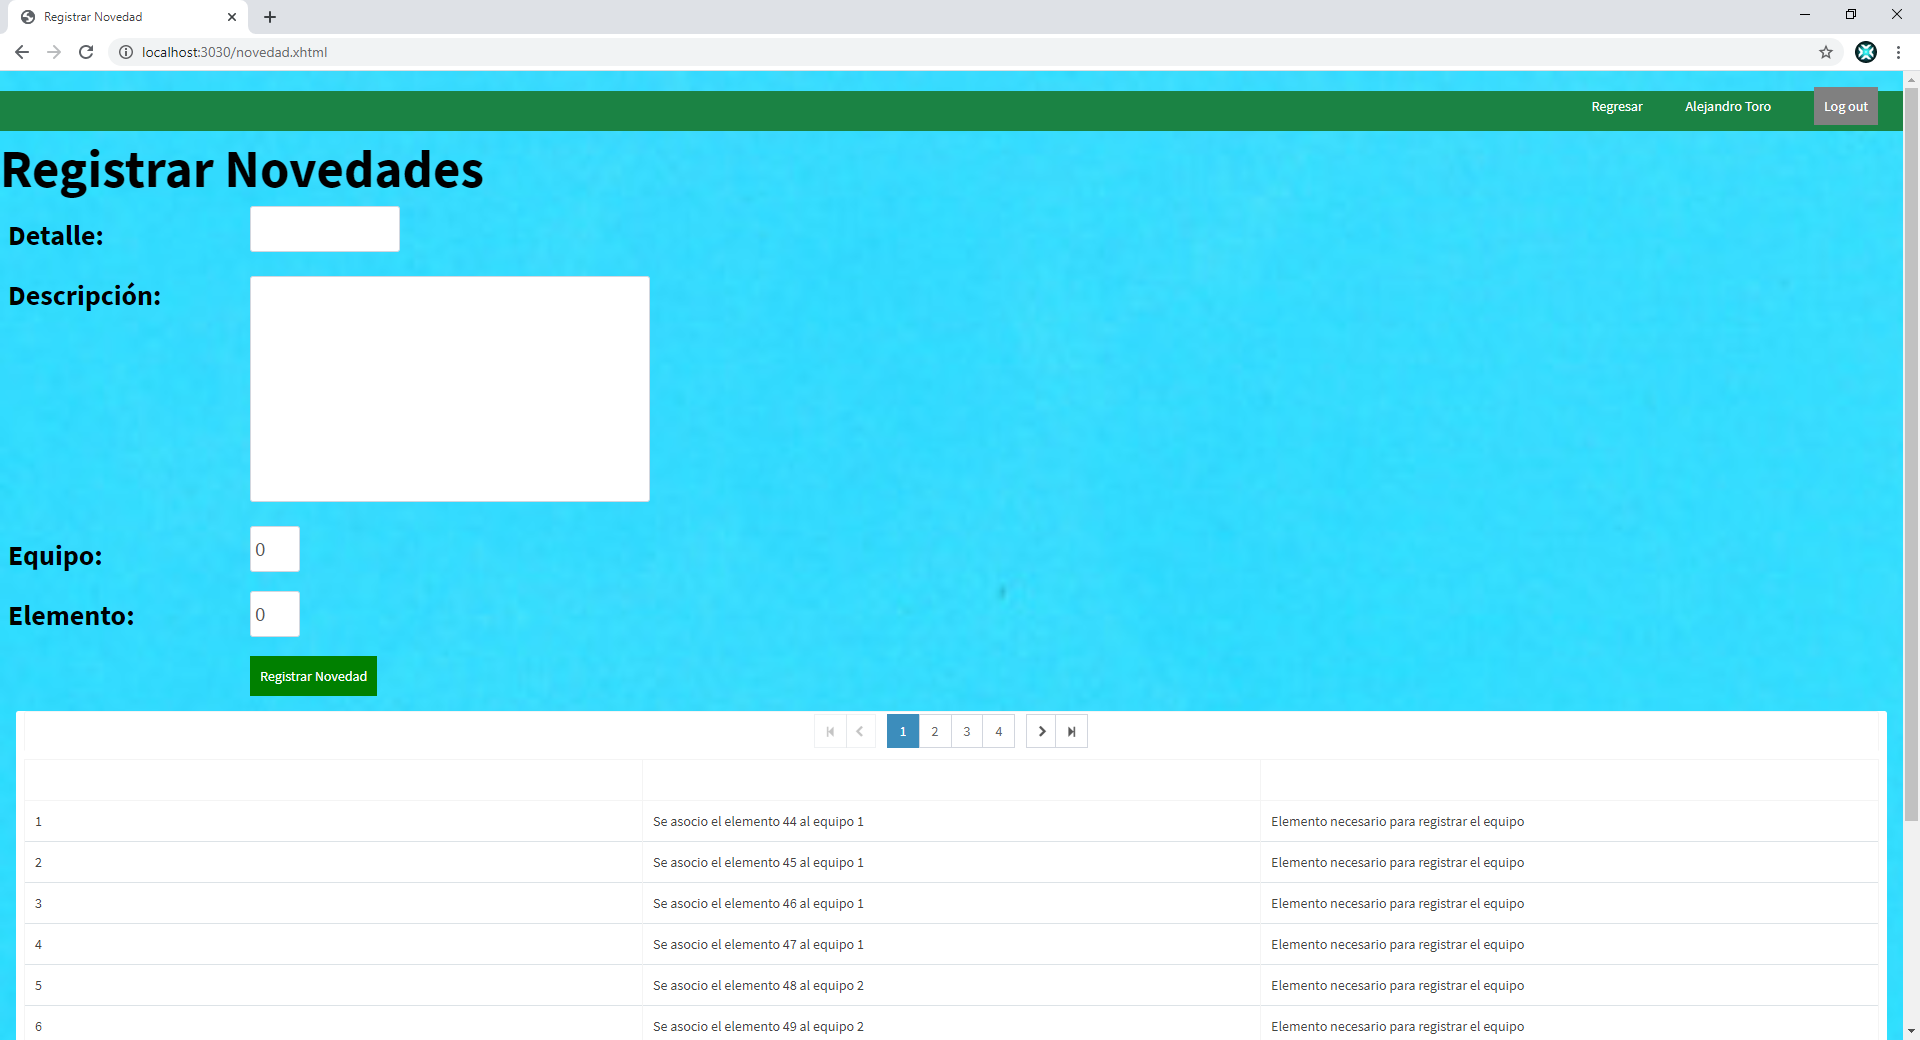 Registrar Novedad
localhost:3030/novedad.xhtml
Regresar Alejandro Toro Log out
Registrar Novedades
Detalle:
Descripción:
Equipo: 0
Elemento: 0
Registrar Novedad
1 2 3 4
1 Se asocio el elemento 44 al equipo 1 Elemento necesario para registrar el equipo
2 Se asocio el elemento 45 al equipo 1 Elemento necesario para registrar el equipo
3 Se asocio el elemento 46 al equipo 1 Elemento necesario para registrar el equipo
4 Se asocio el elemento 47 al equipo 1 Elemento necesario para registrar el equipo
5 Se asocio el elemento 48 al equipo 2 Elemento necesario para registrar el equipo
6 Se asocio el elemento 49 al equipo 2 Elemento necesario para registrar el equipo